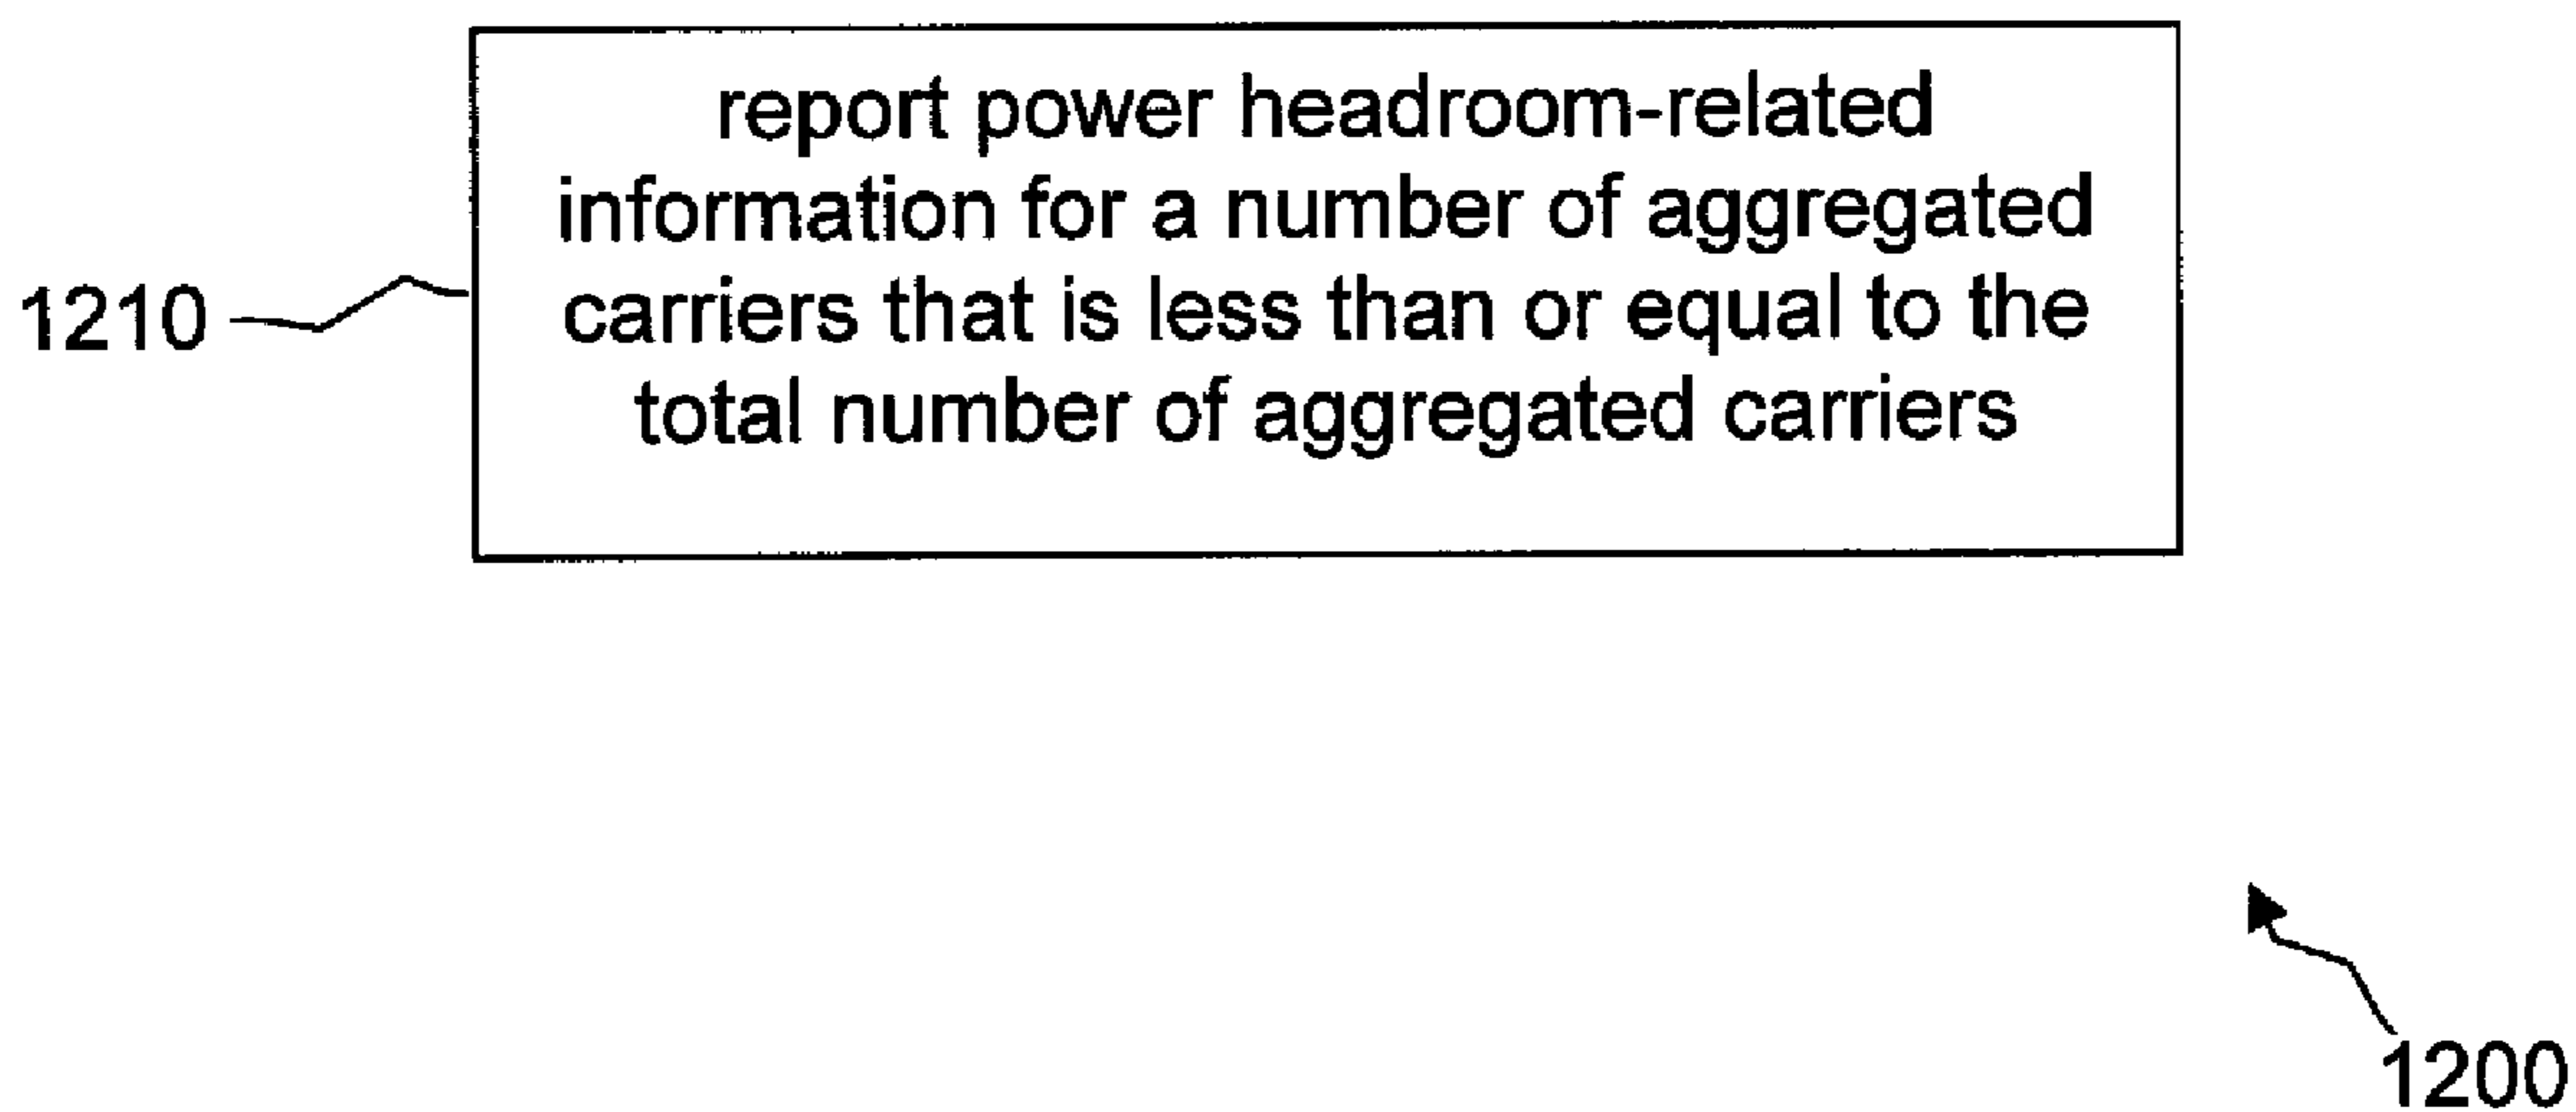 report power headroom-related
information for a number of aggregated
carriers that is less than or equal to the
total number of aggregated carriers
1210
1200